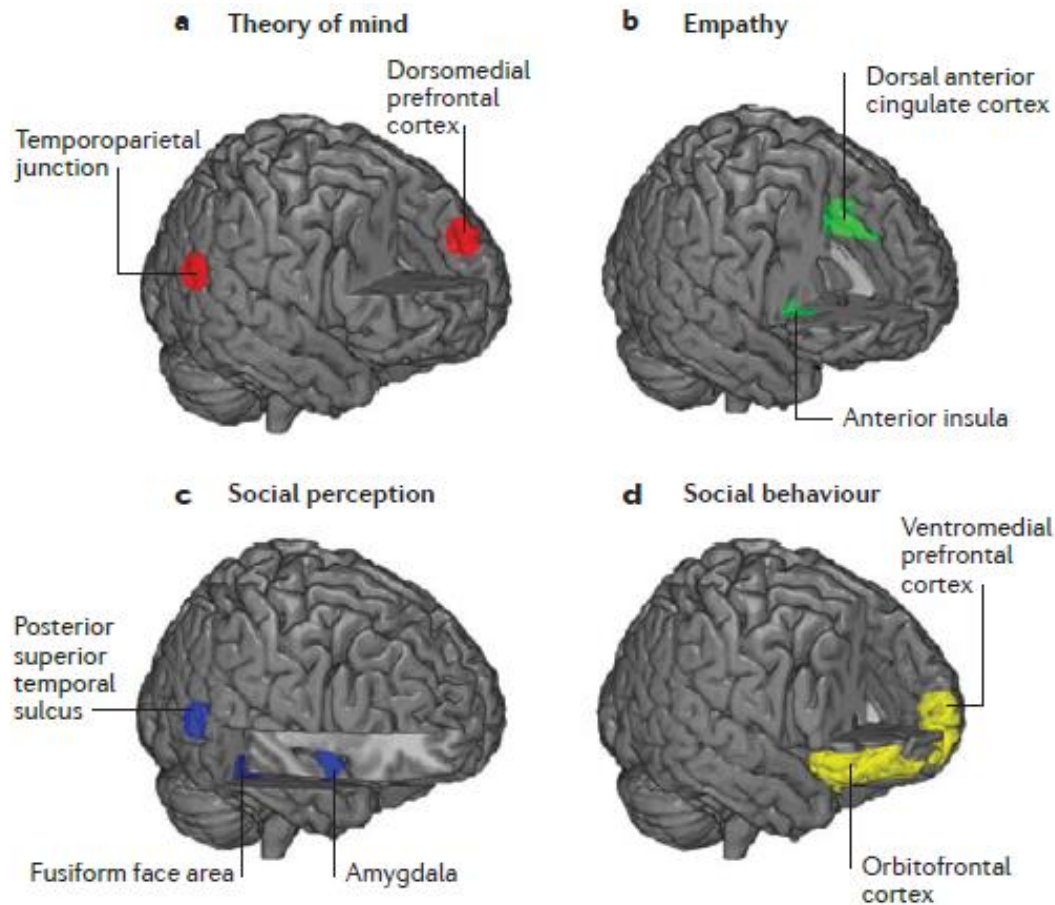 a Theory of mind
Dorsomedial
prefrontal
cortex
Temporoparietal
junction
b Empathy
Dorsal anterior
cingulate cortex
Anterior insula
c Social perception
Posterior
superior
temporal
sulcus
Fusiform face area
Amygdala
d Social behaviour
Ventromedial
prefrontal
cortex
Orbitofrontal
cortex